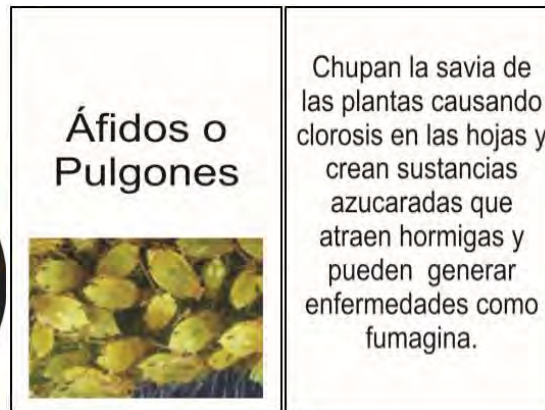 Áfidos o
Pulgones
Chupan la savia de
las plantas causando
clorosis en las hojas y
crean sustancias
azucaradas que
atraen hormigas y
pueden generar
enfermedades como
fumagina.